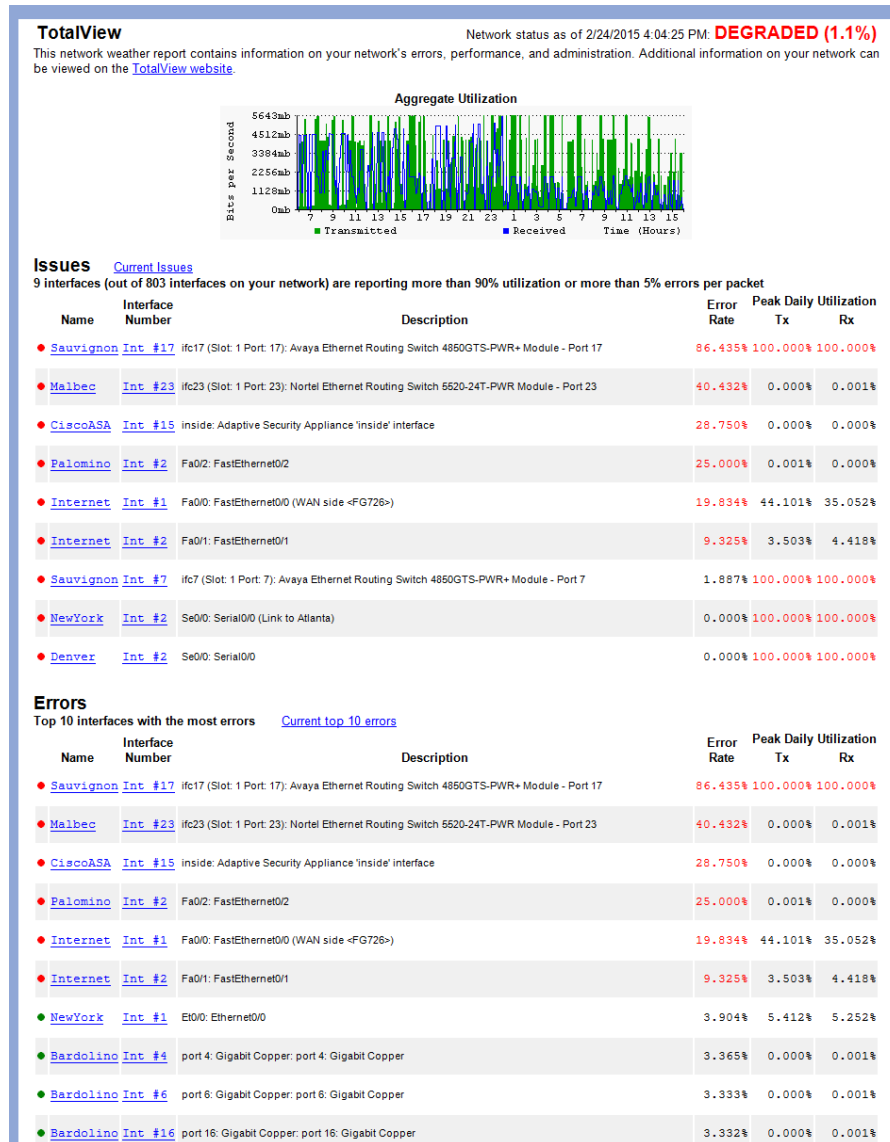 TotalView
Network status as of 2/24/2015 4:04:25 PM: DEGRADED (1.1%)
This network weather report contains information on your network's errors, performance, and administration. Additional information on your network can
be viewed on the TotalView website.
Aggregate Utilization
Bits per Second
5643mb
4512mb
3384mb
2256mb
1128mb
0mb
7 9 11 13 15 17 19 21 23 1 3 5 7 9 11 13 15
Transmitted Received Time (Hours)
Issues Current Issues
9 interfaces (out of 803 interfaces on your network) are reporting more than 90% utilization or more than 5% errors per packet
Interface Error Peak Daily Utilization
Name Number Description Rate Tx Rx
Sauvignon Int #17 ifc17 (Slot: 1 Port: 17): Avaya Ethernet Routing Switch 4850GTS-PWR+ Module - Port 17 86.435% 100.000% 100.000%
Malbec Int #23 ifc23 (Slot: 1 Port: 23): Nortel Ethernet Routing Switch 5520-24T-PWR Module - Port 23 40.432% 0.000% 0.001%
CiscoASA Int #15 inside: Adaptive Security Appliance 'inside' interface 28.750% 0.000% 0.000%
Palomino Int #2 Fa0/2: FastEthernet0/2 25.000% 0.001% 0.000%
Internet Int #1 Fa0/0: FastEthernet0/0 (WAN side <FG726>) 19.834% 44.101% 35.052%
Internet Int #2 Fa0/1: FastEthernet0/1 9.325% 3.503% 4.418%
Sauvignon Int #7 ifc7 (Slot: 1 Port: 7): Avaya Ethernet Routing Switch 4850GTS-PWR+ Module - Port 7 1.887% 100.000% 100.000%
NewYork Int #2 Se0/0: Serial0/0 (Link to Atlanta) 0.000% 100.000% 100.000%
Denver Int #2 Se0/0: Serial0/0 0.000% 100.000% 100.000%
Errors
Top 10 interfaces with the most errors Current top 10 errors
Interface Error Peak Daily Utilization
Name Number Description Rate Tx Rx
Sauvignon Int #17 ifc17 (Slot: 1 Port: 17): Avaya Ethernet Routing Switch 4850GTS-PWR+ Module - Port 17 86.435% 100.000% 100.000%
Malbec Int #23 ifc23 (Slot: 1 Port: 23): Nortel Ethernet Routing Switch 5520-24T-PWR Module - Port 23 40.432% 0.000% 0.001%
CiscoASA Int #15 inside: Adaptive Security Appliance 'inside' interface 28.750% 0.000% 0.000%
Palomino Int #2 Fa0/2: FastEthernet0/2 25.000% 0.001% 0.000%
Internet Int #1 Fa0/0: FastEthernet0/0 (WAN side <FG726>) 19.834% 44.101% 35.052%
Internet Int #2 Fa0/1: FastEthernet0/1 9.325% 3.503% 4.418%
NewYork Int #1 Et0/0: Ethernet0/0 3.904% 5.412% 5.252%
Bardolino Int #4 port 4: Gigabit Copper: port 4: Gigabit Copper 3.365% 0.000% 0.001%
Bardolino Int #6 port 6: Gigabit Copper: port 6: Gigabit Copper 3.333% 0.000% 0.001%
Bardolino Int #16 port 16: Gigabit Copper: port 16: Gigabit Copper 3.332% 0.000% 0.001%